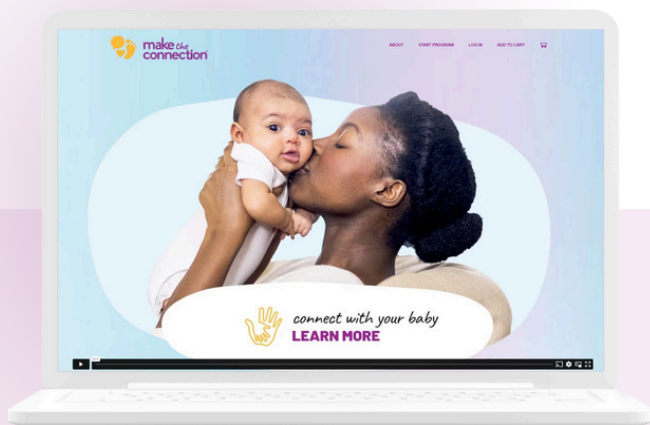 make the
connection®
ABOUT START PROGRAM LOG IN ADD TO CART
connect with your baby
LEARN MORE